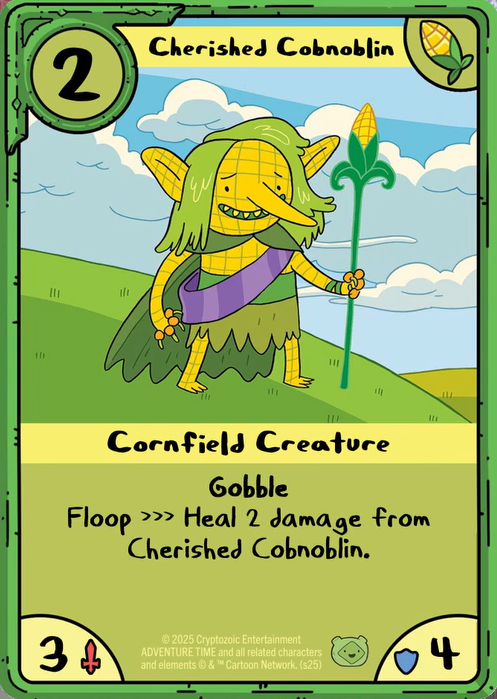 2
Cherished Cobnoblin
Cornfield Creature
Gobble
Floop >>> Heal 2 damage from
Cherished Cobnoblin.
3
© 2025 Cryptozoic Entertainment
ADVENTURE TIME and all related characters
and elements © & ™ Cartoon Network. (s25)
4